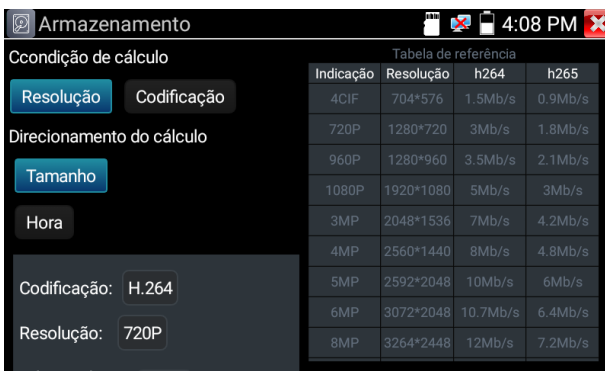 Armazenamento
4:08 PM
Ccondição de cálculo
Resolução Codificação
Direcionamento do cálculo
Tamanho
Hora
Codificação: H.264
Resolução: 720P
Tabela de referência
Indicação Resolução h264 h265
4CIF 704*576 1.5Mb/s 0.9Mb/s
720P 1280*720 3Mb/s 1.8Mb/s
960P 1280*960 3.5Mb/s 2.1Mb/s
1080P 1920*1080 5Mb/s 3Mb/s
3MP 2048*1536 7Mb/s 4.2Mb/s
4MP 2560*1440 8Mb/s 4.8Mb/s
5MP 2592*2048 10Mb/s 6Mb/s
6MP 3072*2048 10.7Mb/s 6.4Mb/s
8MP 3264*2448 12Mb/s 7.2Mb/s